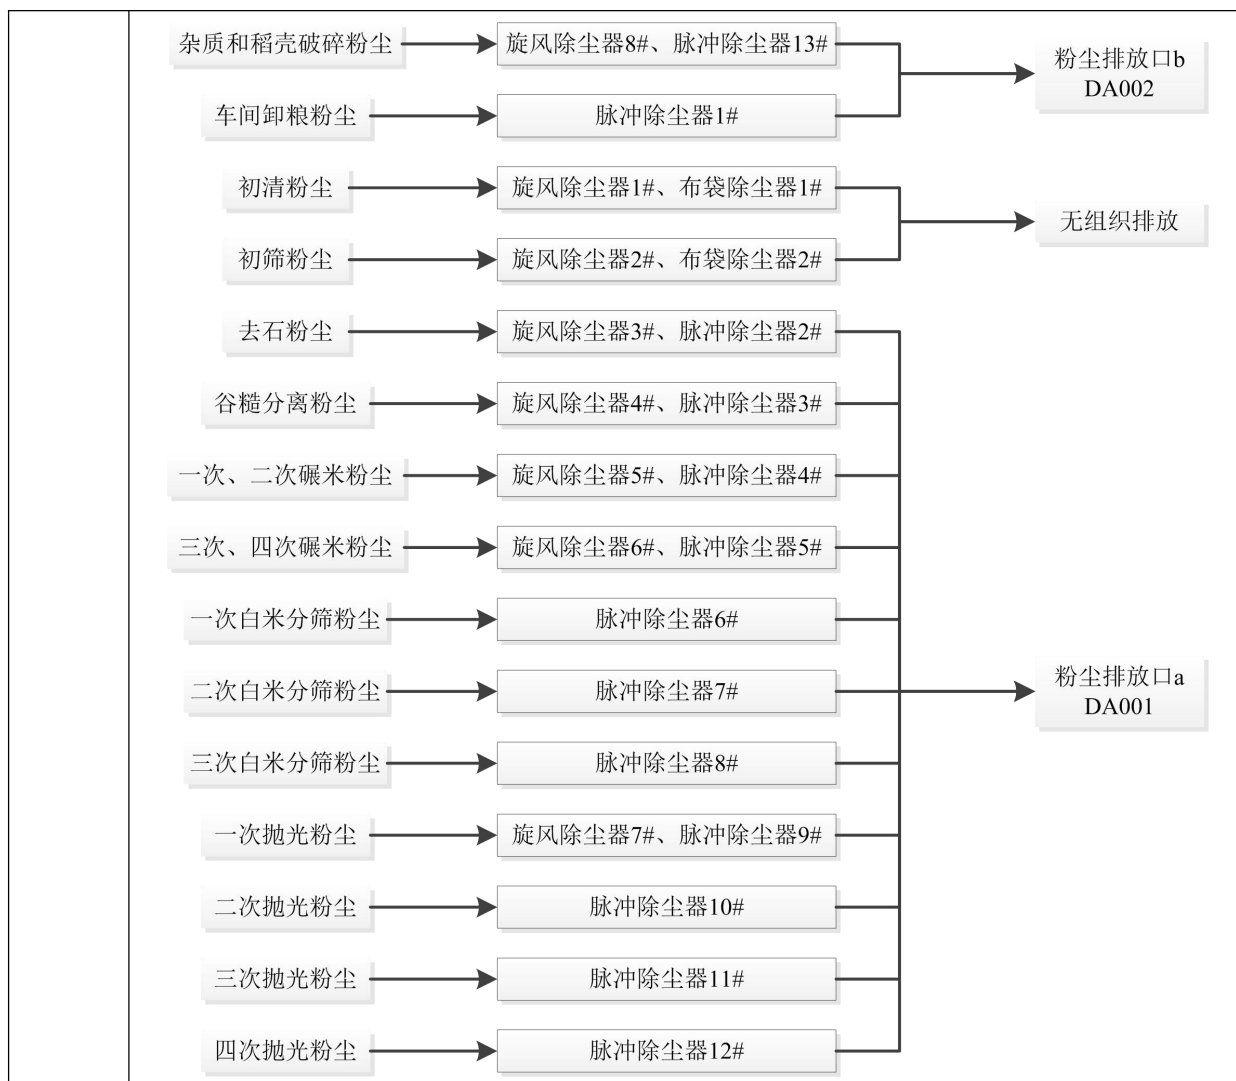 杂质和稻壳破碎粉尘
旋风除尘器8#、脉冲除尘器13#
粉尘排放口b
DA002
车间卸粮粉尘
脉冲除尘器1#
初清粉尘
旋风除尘器1#、布袋除尘器1#
无组织排放
初筛粉尘
旋风除尘器2#、布袋除尘器2#
去石粉尘
旋风除尘器3#、脉冲除尘器2#
谷糙分离粉尘
旋风除尘器4#、脉冲除尘器3#
一次、二次碾米粉尘
旋风除尘器5#、脉冲除尘器4#
三次、四次碾米粉尘
旋风除尘器6#、脉冲除尘器5#
一次白米分筛粉尘
脉冲除尘器6#
二次白米分筛粉尘
脉冲除尘器7#
粉尘排放口a
DA001
三次白米分筛粉尘
脉冲除尘器8#
一次抛光粉尘
旋风除尘器7#、脉冲除尘器9#
二次抛光粉尘
脉冲除尘器10#
三次抛光粉尘
脉冲除尘器11#
四次抛光粉尘
脉冲除尘器12#